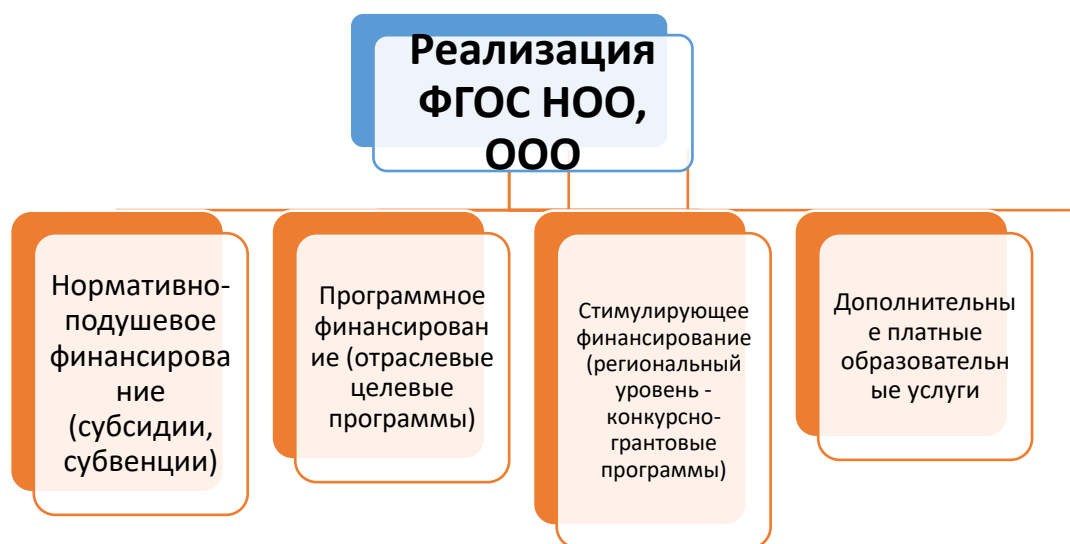 Реализация
ФГОС НОО,
ООО
Нормативно-
подушевое
финансирова
ние
(субсидии,
субвенции)
Программное
финансирован
ие (отраслевые
целевые
программы)
Стимулирующее
финансирование
(региональный
уровень -
конкурсно-
грантовые
программы)
Дополнительны
е платные
образовательн
ые услуги